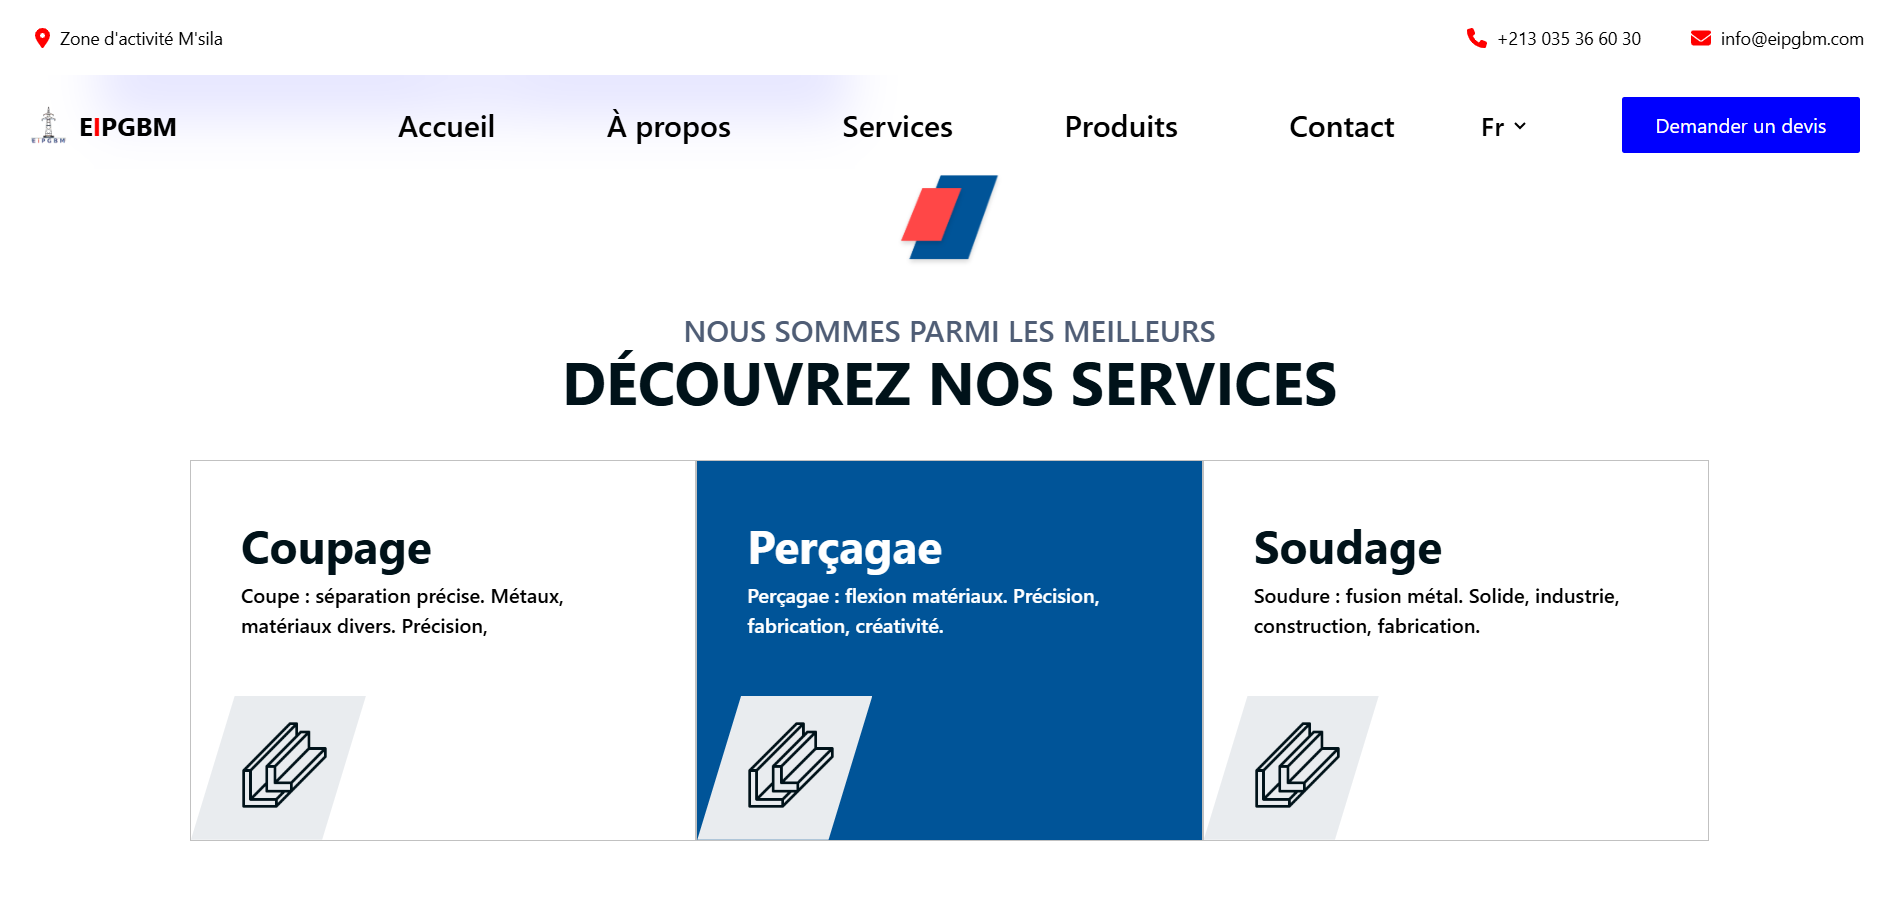 Zone d'activité M'sila
+213 035 36 60 30
info@eipgbm.com
EIPGBM
EIPGBM
Accueil
À propos
Services
Produits
Contact
Fr
Demander un devis
NOUS SOMMES PARMI LES MEILLEURS
DÉCOUVREZ NOS SERVICES
Coupage
Coupe : séparation précise. Métaux,
matériaux divers. Précision,
Perçagae
Perçagae : flexion matériaux. Précision,
fabrication, créativité.
Soudage
Soudure : fusion métal. Solide, industrie,
construction, fabrication.